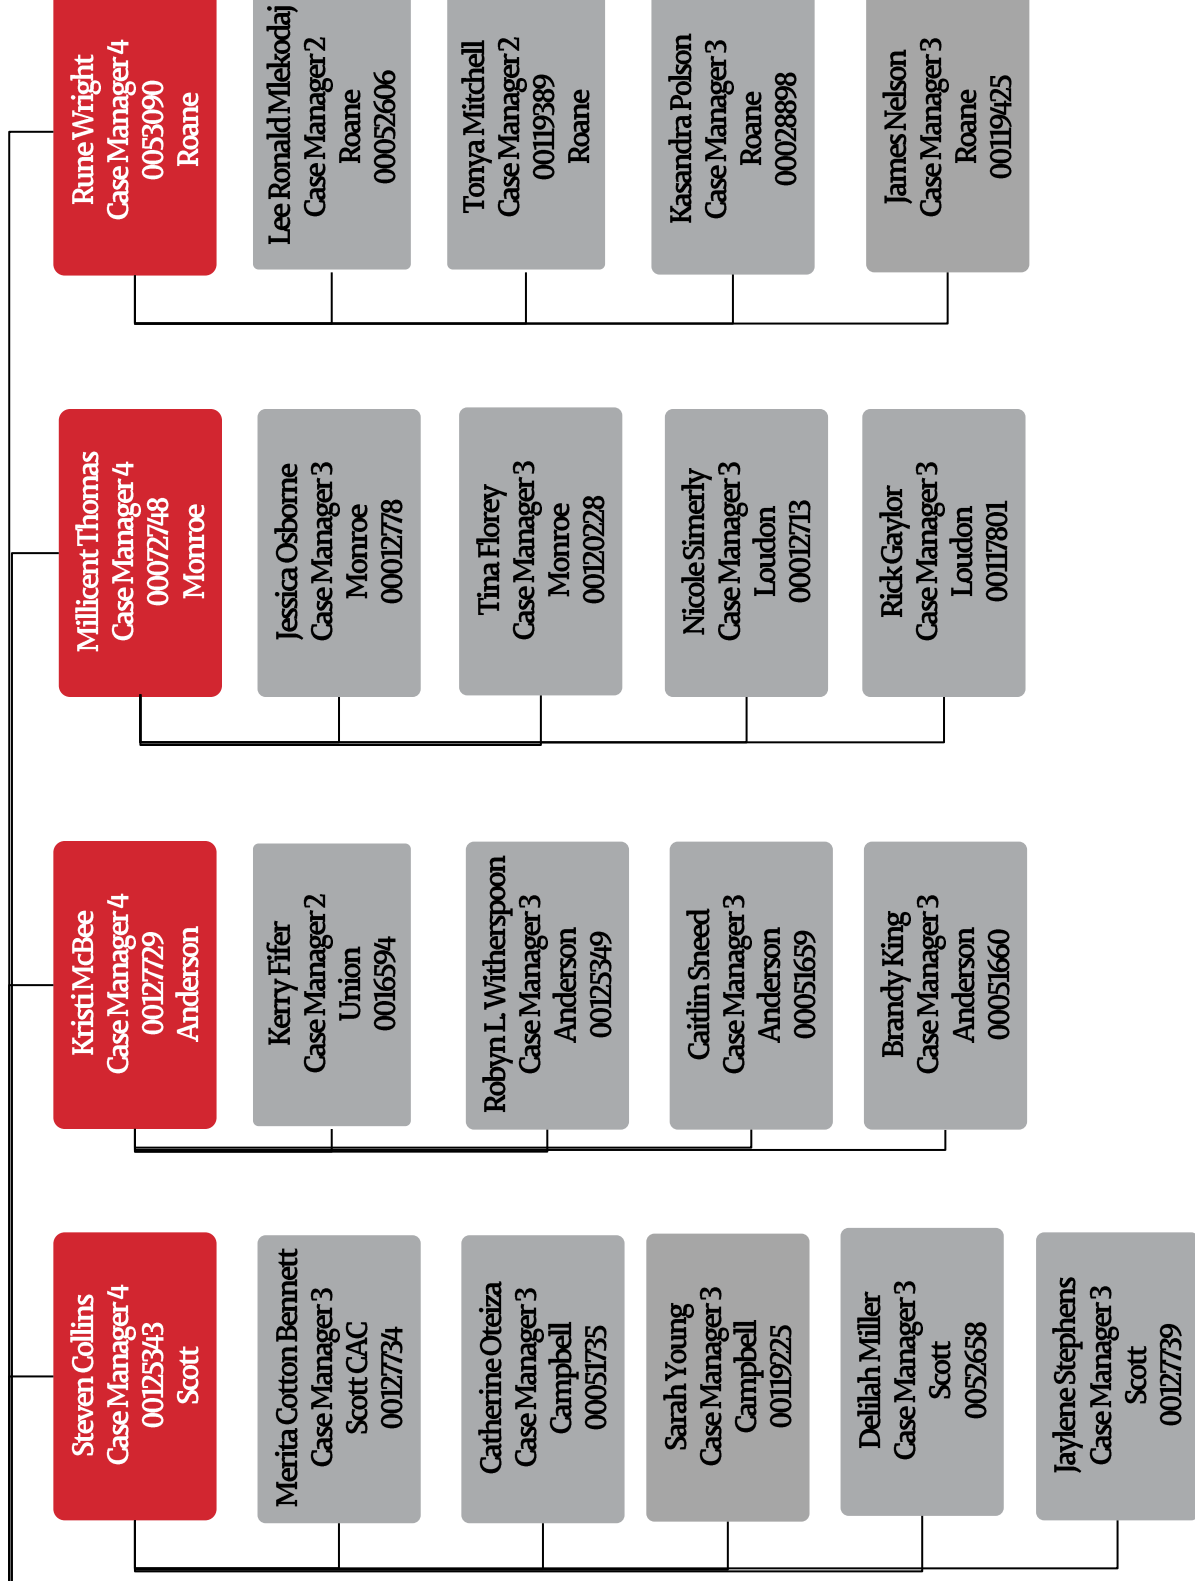 Steven Collins
Case Manager 4
00125343
Scott
Merita Cotton Bennett
Case Manager 3
Scott CAC
00127734
Catherine Oteiza
Case Manager 3
Campbell
00051735
Sarah Young
Case Manager 3
Campbell
00119225
Delilah Miller
Case Manager 3
Scott
0052658
Jaylene Stephens
Case Manager 3
Scott
00127739
Kristi McBee
Case Manager 4
00127729
Anderson
Kerry Fifer
Case Manager 2
Union
0016594
Robyn L. Witherspoon
Case Manager 3
Anderson
00125349
Caitlin Sneed
Case Manager 3
Anderson
00051659
Brandy King
Case Manager 3
Anderson
00051660
Millicent Thomas
Case Manager 4
00072748
Monroe
Jessica Osborne
Case Manager 3
Monroe
00012778
Tina Florey
Case Manager 3
Monroe
00120228
Nicole Simerly
Case Manager 3
Loudon
00012713
Rick Gaylor
Case Manager 3
Loudon
00117801
Rune Wright
Case Manager 4
0053090
Roane
Lee Ronald Mlekodaj
Case Manager 2
Roane
00052606
Tonya Mitchell
Case Manager 2
00119389
Roane
Kasandra Polson
Case Manager 3
Roane
00028898
James Nelson
Case Manager 3
Roane
00119425